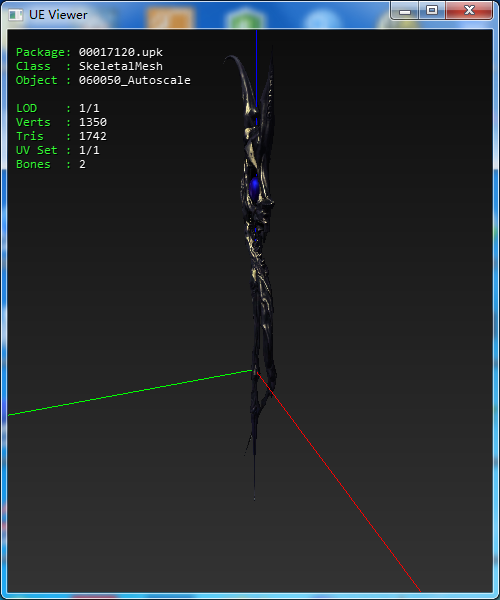 UE Viewer
Package: 00017120.upk
Class  : SkeletalMesh
Object : 060050_Autoscale
LOD    : 1/1
Verts  : 1350
Tris   : 1742
UV Set : 1/1
Bones  : 2